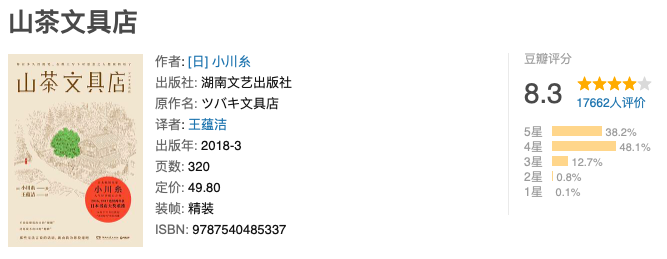 山茶文具店
山茶文具店
小川糸
作者: [日] 小川糸
出版社: 湖南文艺出版社
原作名: ツバキ文具店
译者: 王蕴洁
出版年: 2018-3
页数: 320
定价: 49.80
装帧: 精装
ISBN: 9787540485337
豆瓣评分
8.3
17662人评价
5星 38.2%
4星 48.1%
3星 12.7%
2星 0.8%
1星 0.1%